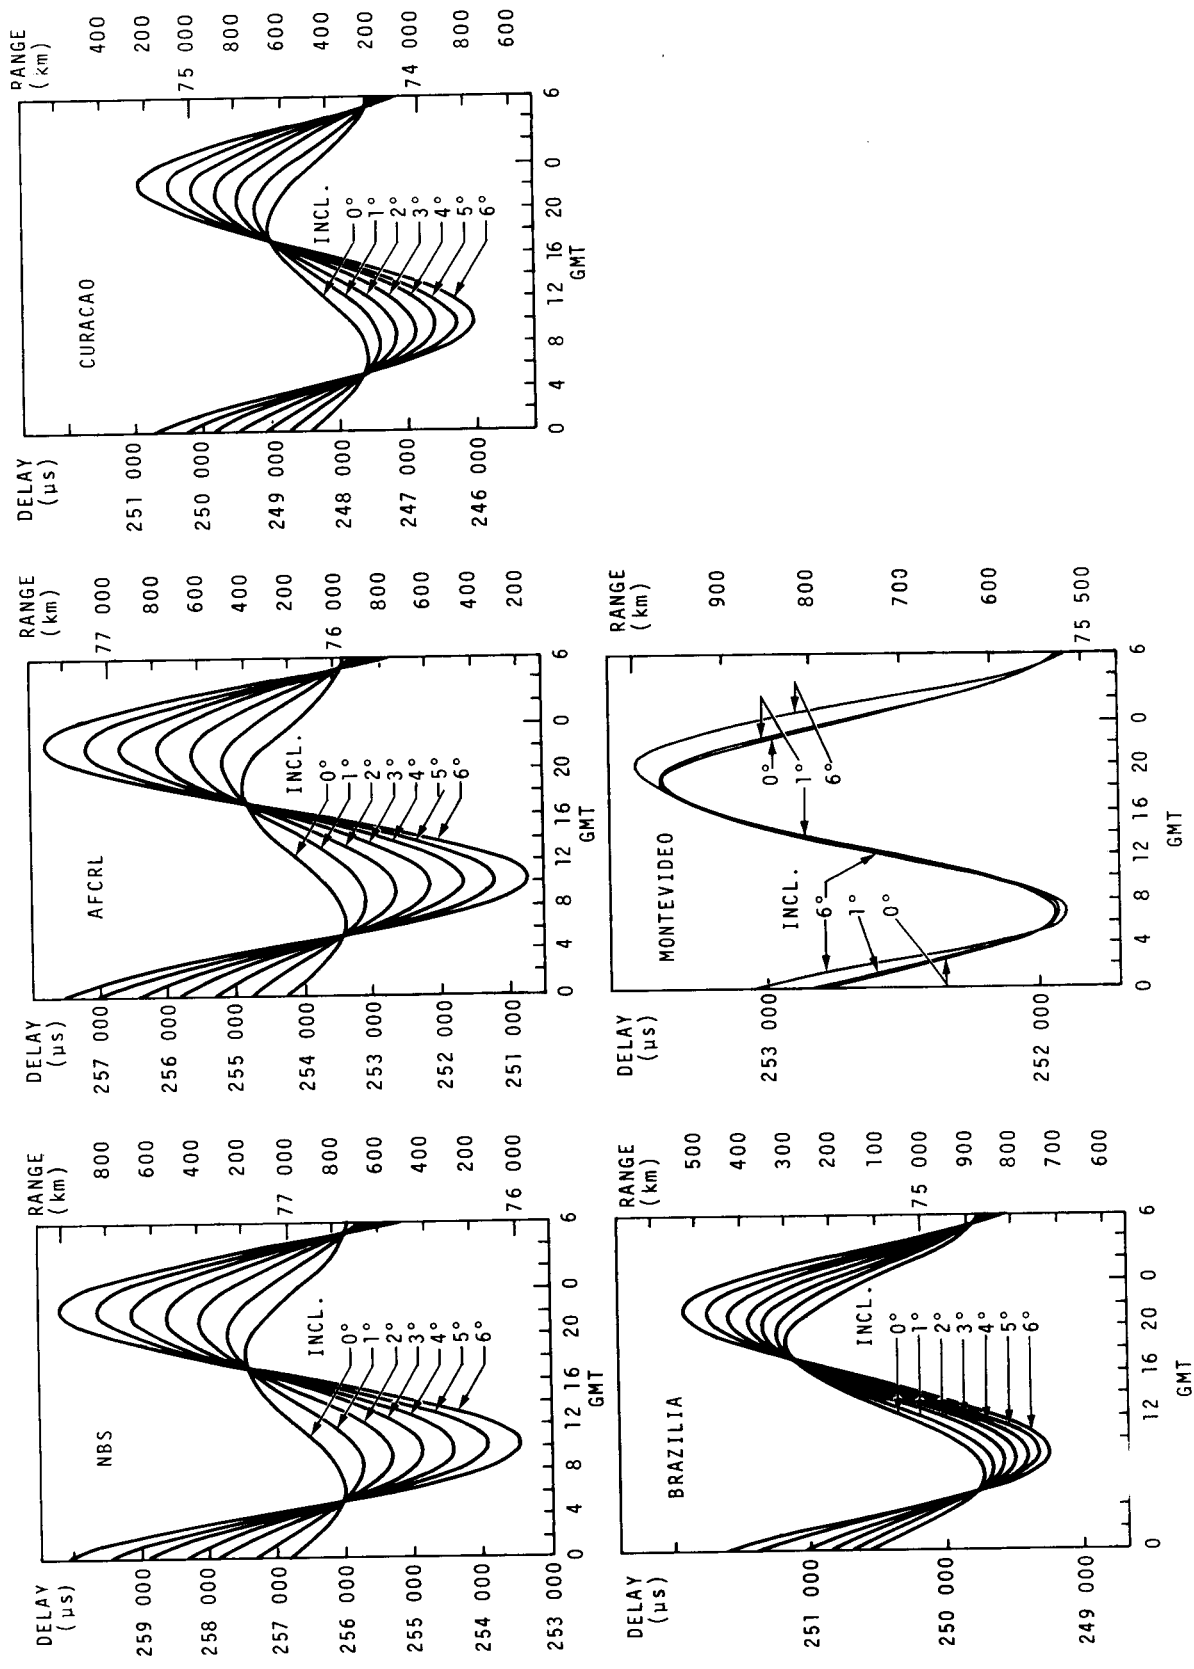 NBS
DELAY
(µs)
259 000
258 000
257 000
256 000
255 000
254 000
253 000
RANGE
(km)
800
600
400
200
77 000
800
600
400
200
76 000
INCL.
0°
1°
2°
3°
4°
5°
6°
0 4 8 12 16 20 0 6
GMT
AFCRL
DELAY
(µs)
257 000
256 000
255 000
254 000
253 000
252 000
251 000
RANGE
(km)
77 000
800
600
400
200
76 000
800
600
400
200
INCL.
0°
1°
2°
3°
4°
5°
6°
0 4 8 12 16 20 0 6
GMT
CURACAO
DELAY
(µs)
251 000
250 000
249 000
248 000
247 000
246 000
RANGE
(km)
400
200
75 000
800
600
400
200
74 000
800
600
INCL.
0°
1°
2°
3°
4°
5°
6°
0 4 8 12 16 20 0 6
GMT
BRAZILIA
DELAY
(µs)
251 000
250 000
249 000
RANGE
(km)
500
400
300
200
100
75 000
900
800
700
600
INCL.
0°
1°
2°
3°
4°
5°
6°
0 12 16 20 0 6
GMT
MONTEVIDEO
DELAY
(µs)
253 000
252 000
RANGE
(km)
900
800
700
600
75 500
INCL.
6°
1°
0°
0°
1°
6°
0 4 8 12 16 20 0 6
GMT